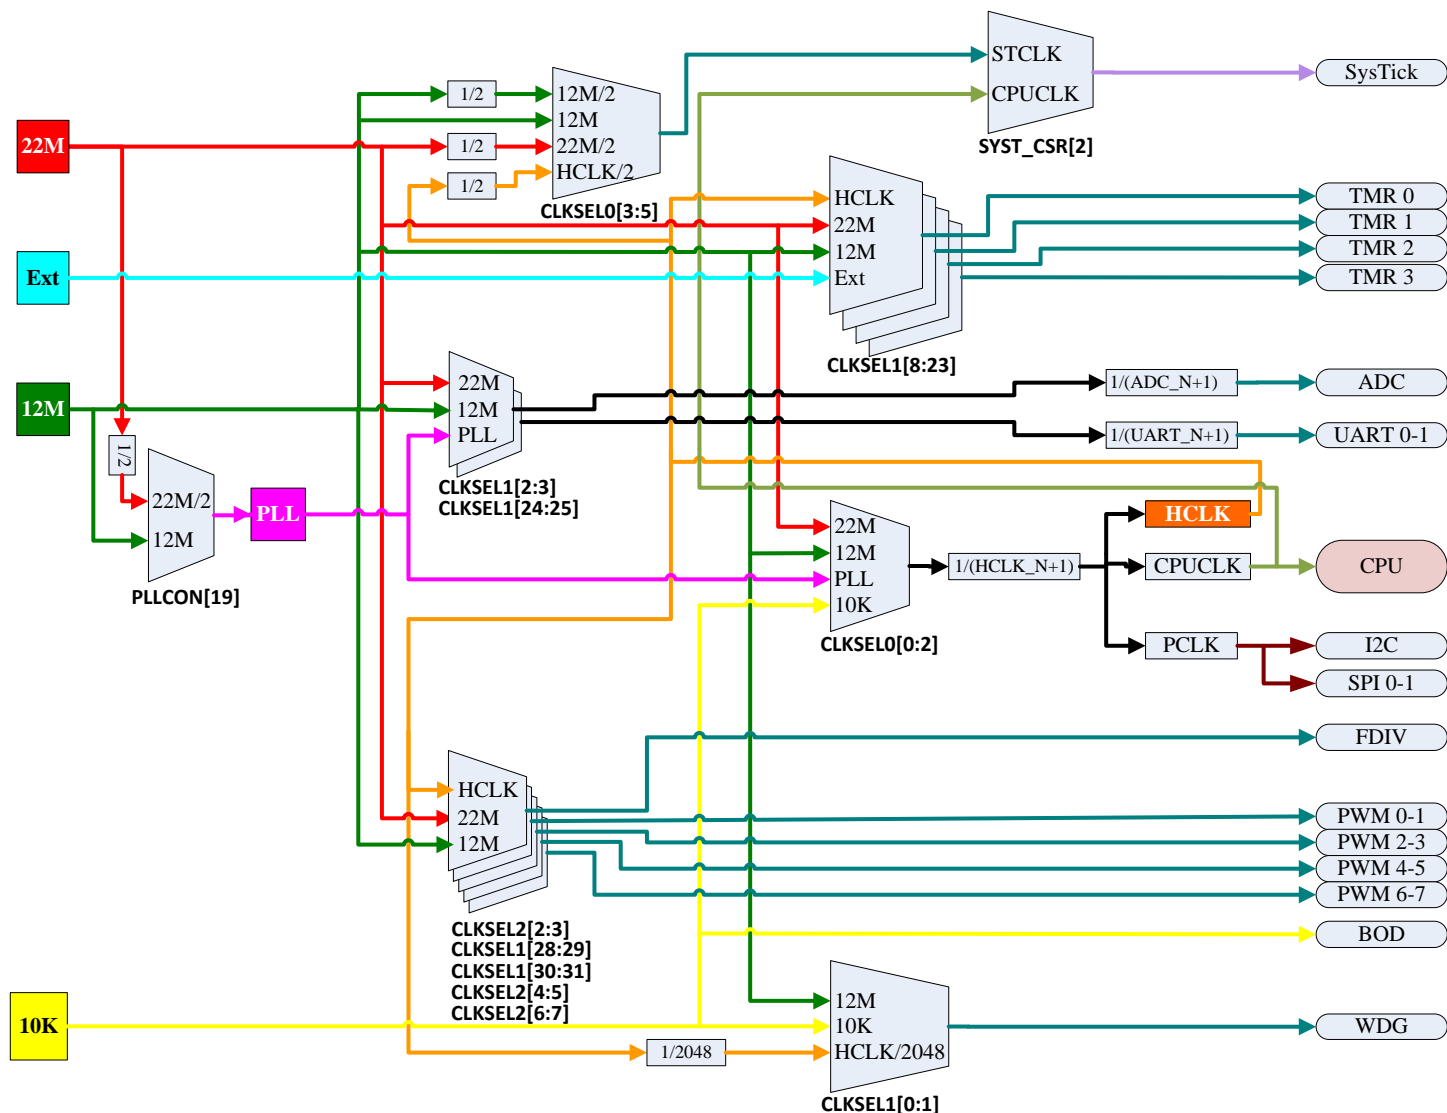 STCLK
CPUCLK
SYST_CSR[2]
SysTick
1/2
1/2
1/2
12M/2
12M
22M/2
HCLK/2
CLKSEL0[3:5]
22M
HCLK
22M
12M
Ext
CLKSEL1[8:23]
TMR 0
TMR 1
TMR 2
TMR 3
Ext
12M
22M
12M
PLL
CLKSEL1[2:3]
CLKSEL1[24:25]
1/(ADC_N+1)
ADC
1/(UART_N+1)
UART 0-1
1/2
22M/2
12M
PLLCON[19]
PLL
22M
12M
PLL
10K
CLKSEL0[0:2]
1/(HCLK_N+1)
HCLK
CPUCLK
PCLK
CPU
I2C
SPI 0-1
FDIV
HCLK
22M
12M
CLKSEL2[2:3]
CLKSEL1[28:29]
CLKSEL1[30:31]
CLKSEL2[4:5]
CLKSEL2[6:7]
PWM 0-1
PWM 2-3
PWM 4-5
PWM 6-7
BOD
10K
1/2048
12M
10K
HCLK/2048
CLKSEL1[0:1]
WDG